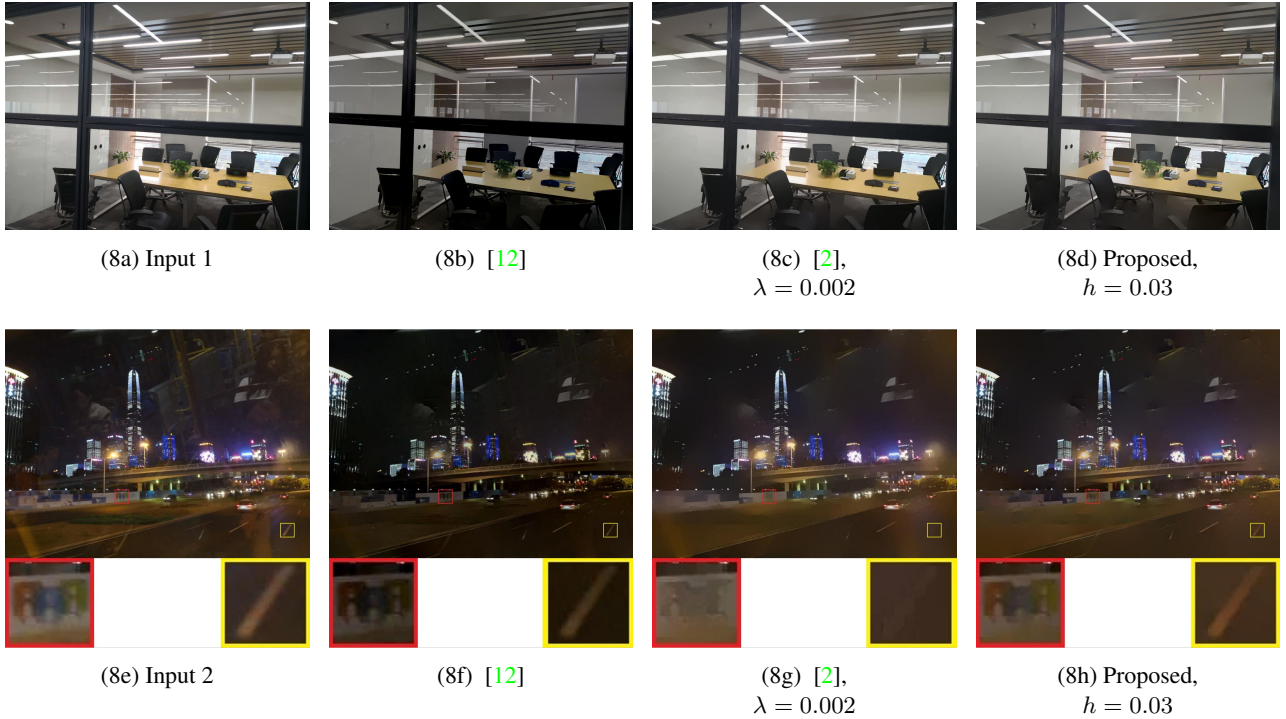 (8a) Input 1
(8b) [12]
(8c) [2],
λ = 0.002
(8d) Proposed,
h = 0.03
(8e) Input 2
(8f) [12]
(8g) [2],
λ = 0.002
(8h) Proposed,
h = 0.03